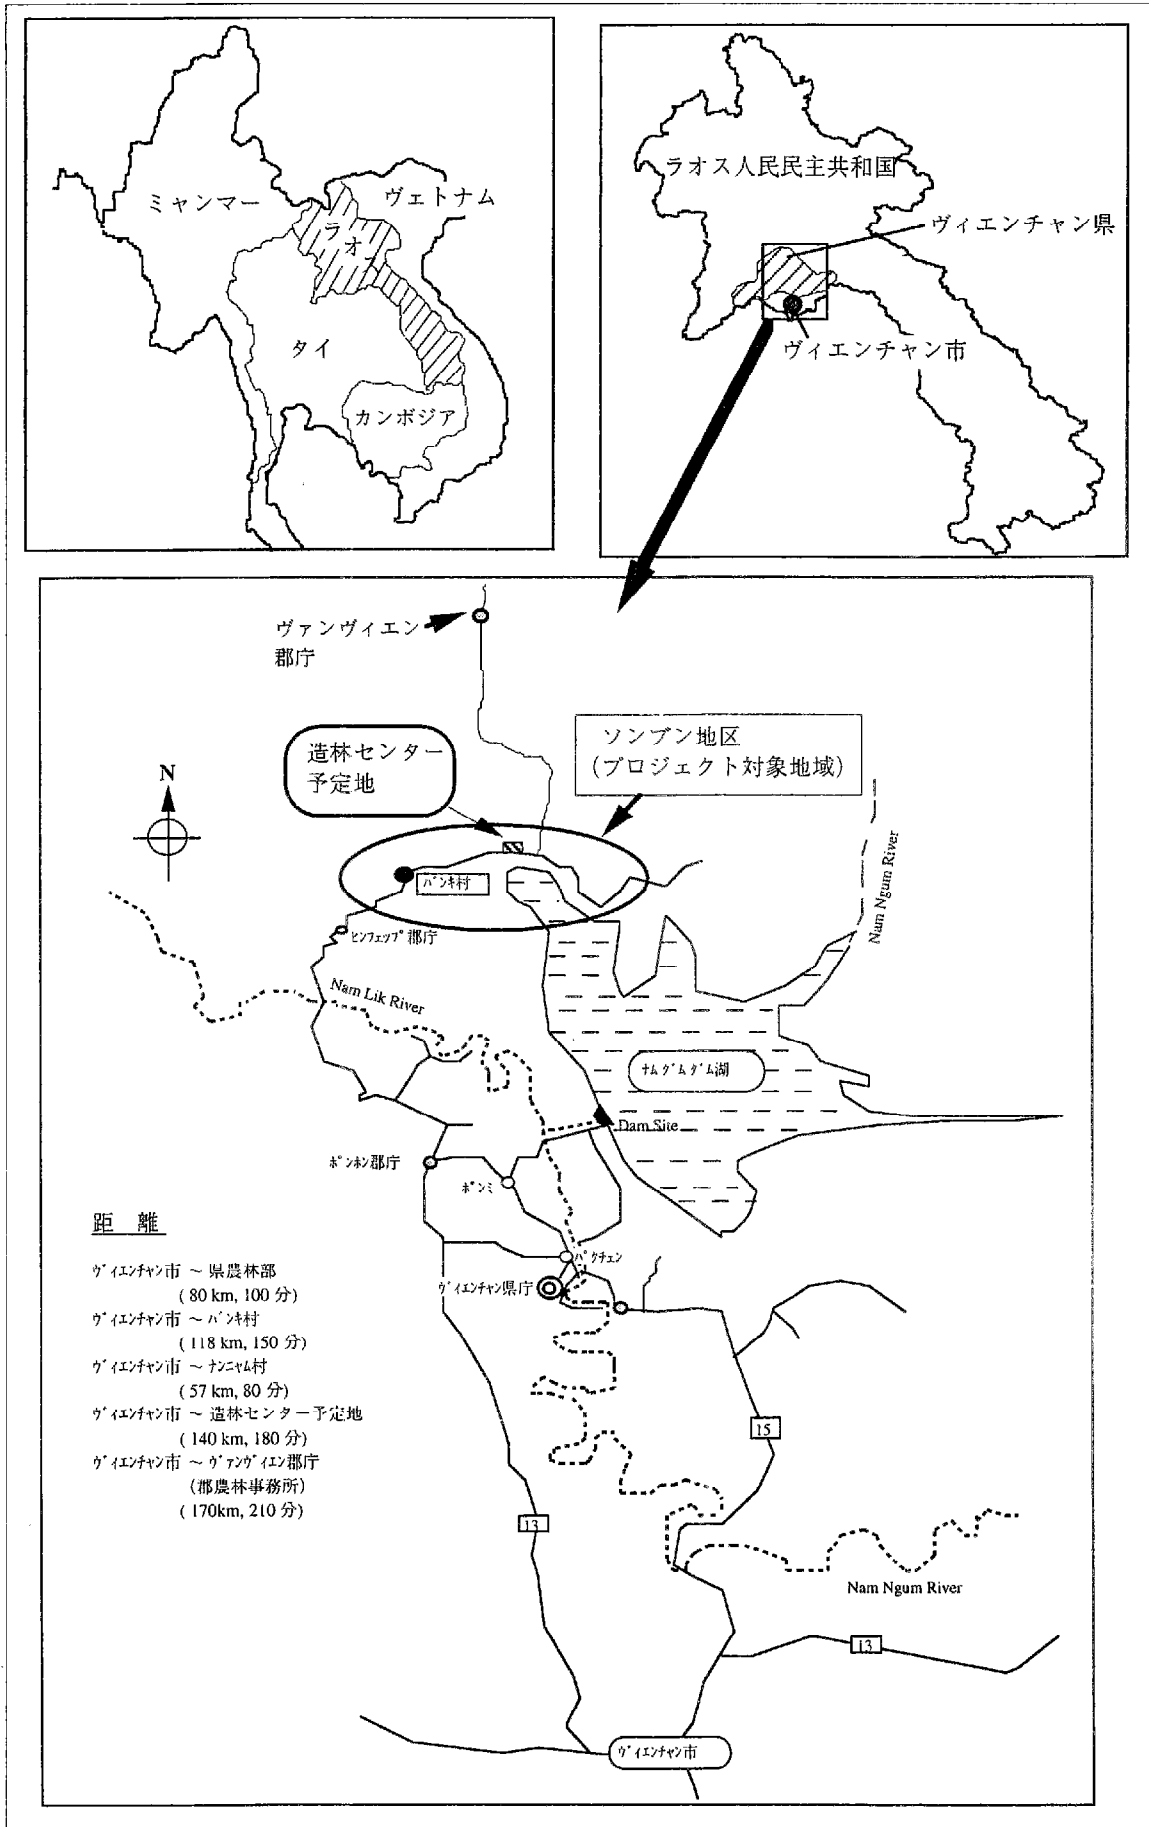 ミャンマー
ヴェトナム
ラオ
タイ
カンボジア
ラオス人民民主共和国
ヴィエンチャン県
ヴィエンチャン市
ヴァンヴィエン
郡庁
造林センター
予定地
ソンブン地区
(プロジェクト対象地域)
N
バンキ村
ヒンフェップ郡庁
Nam Lik River
Nam Ngum River
ナムグムダム湖
Dam Site
ポンホン郡庁
ポンミ
パクチェン
ヴィエンチャン県庁
距 離
ヴィエンチャン市 ~ 県農林部
( 80 km, 100 分)
ヴィエンチャン市 ~ バンキ村
( 118 km, 150 分)
ヴィエンチャン市 ~ ナンニャム村
( 57 km, 80 分)
ヴィエンチャン市 ~ 造林センター予定地
( 140 km, 180 分)
ヴィエンチャン市 ~ ヴァンヴィエン郡庁
(郡農林事務所)
( 170km, 210 分)
15
13
Nam Ngum River
13
ヴィエンチャン市